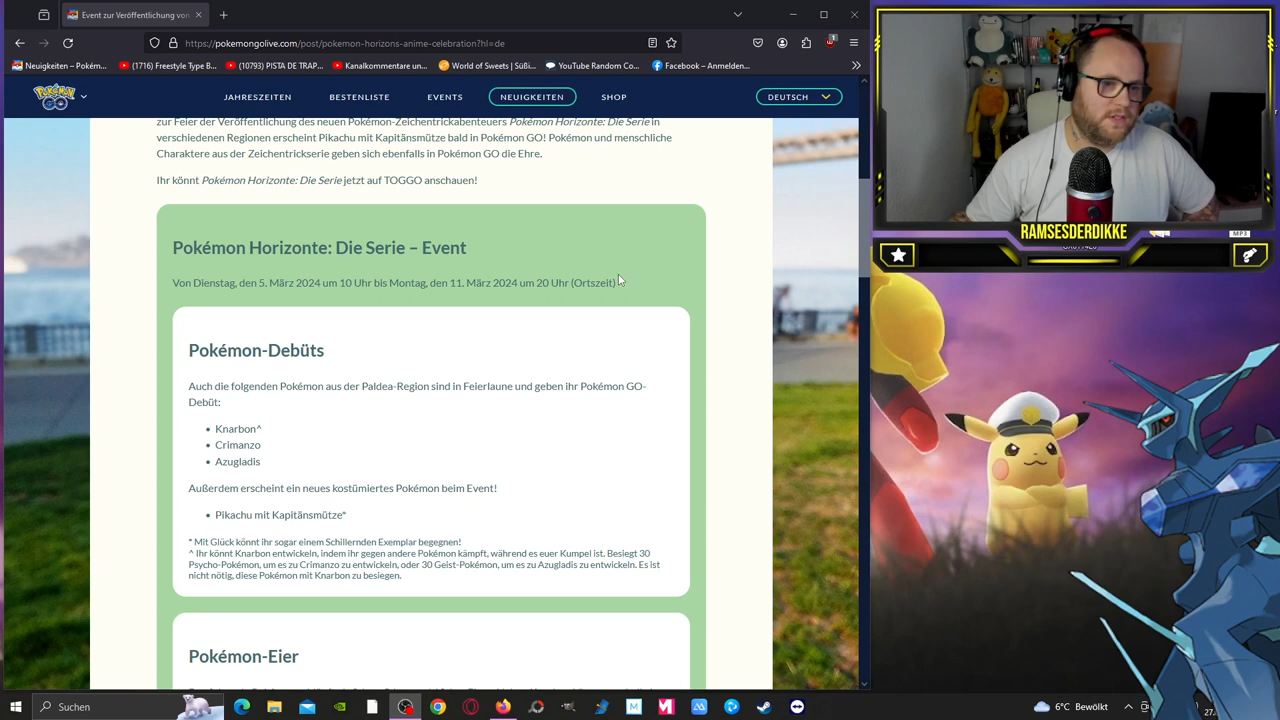 Event zur Veröffentlichung von
https://pokemongolive.com/post/pokemon-horizons-anime-celebration?hl=de
1
Neuigkeiten – Pokém.
(1716) Freestyle Type B...
(10793) PISTA DE TRAP...
Kanalkommentare un...
World of Sweets | Süßi...
YouTube Random Co...
Facebook – Anmelden...
POKÉMON GO
JAHRESZEITEN
BESTENLISTE
EVENTS
NEUIGKEITEN
SHOP
DEUTSCH
zur Feier der Veröffentlichung des neuen Pokémon-Zeichentrickabenteuers Pokémon Horizonte: Die Serie in
verschiedenen Regionen erscheint Pikachu mit Kapitänsmütze bald in Pokémon GO! Pokémon und menschliche
Charaktere aus der Zeichentrickserie geben sich ebenfalls in Pokémon GO die Ehre.
Ihr könnt Pokémon Horizonte: Die Serie jetzt auf TOGGO anschauen!
Pokémon Horizonte: Die Serie – Event
Von Dienstag, den 5. März 2024 um 10 Uhr bis Montag, den 11. März 2024 um 20 Uhr (Ortszeit)
Pokémon-Debüts
Auch die folgenden Pokémon aus der Paldea-Region sind in Feierlaune und geben ihr Pokémon GO-
Debüt:
• Knarbon^
• Crimanzo
• Azugladis
Außerdem erscheint ein neues kostümiertes Pokémon beim Event!
• Pikachu mit Kapitänsmütze*
* Mit Glück könnt ihr sogar einem Schillernden Exemplar begegnen!
^ Ihr könnt Knarbon entwickeln, indem ihr gegen andere Pokémon kämpft, während es euer Kumpel ist. Besiegt 30
Psycho-Pokémon, um es zu Crimanzo zu entwickeln, oder 30 Geist-Pokémon, um es zu Azugladis zu entwickeln. Es ist
nicht nötig, diese Pokémon mit Knarbon zu besiegen.
Pokémon-Eier
RAMSESDERDIKKE
MP3
Suchen
6°C Bewölkt
27.